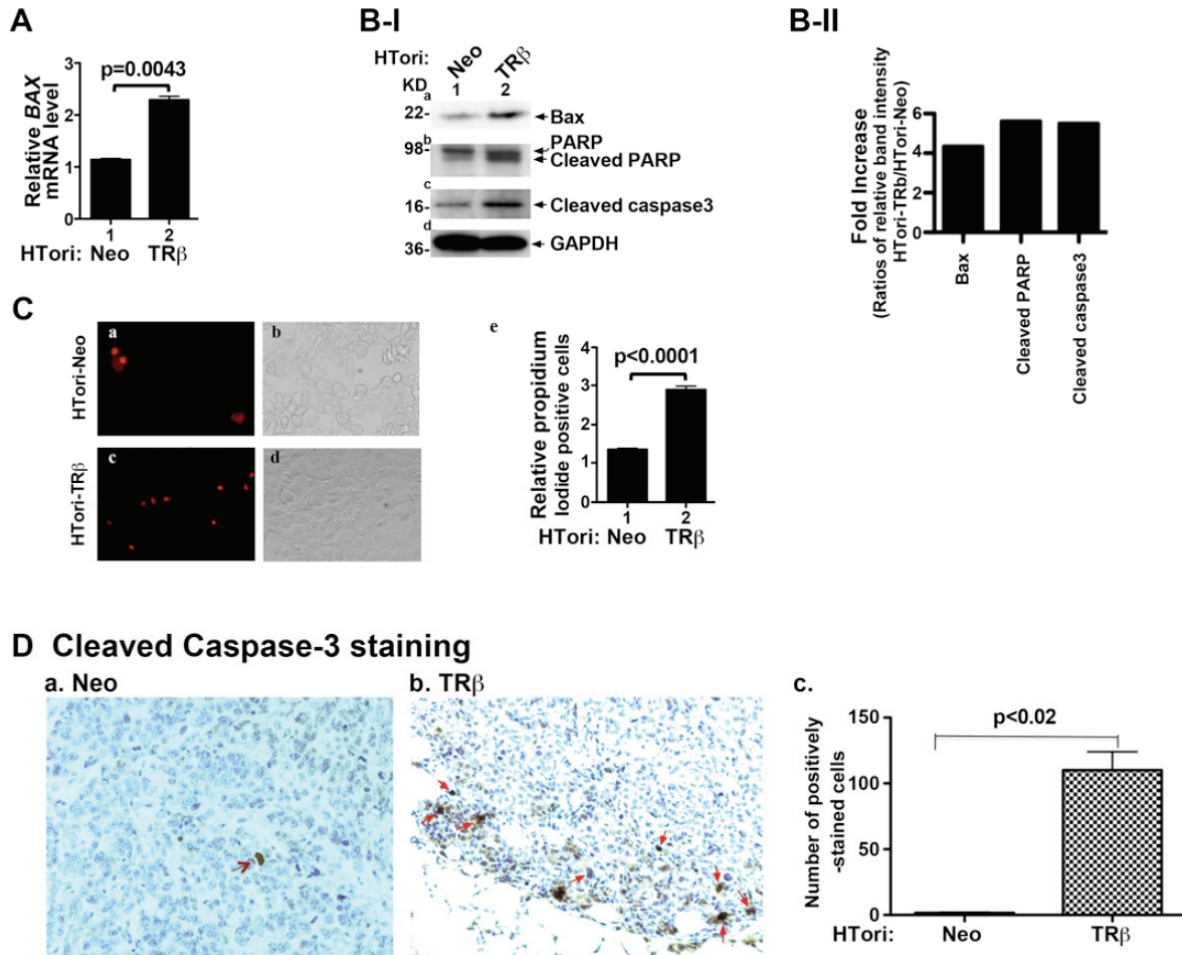 A
Relative BAX
mRNA level
3
2
1
0
p=0.0043
1 2
HTori: Neo TRβ
B-I
HTori: Neo TRβ
KD 1 2
a
22- Bax
b
98- PARP
Cleaved PARP
c
16- Cleaved caspase3
d
36- GAPDH
B-II
Fold Increase
(Ratios of relative band intensity
HTori-TRb/HTori-Neo)
6
4
2
0
Bax
Cleaved PARP
Cleaved caspase3
C
HTori-Neo
a
b
HTori-TRβ
c
d
e
Relative propidium
Iodide positive cells
4
3
2
1
0
p<0.0001
1 2
HTori: Neo TRβ
D Cleaved Caspase-3 staining
a. Neo
b. TRβ
c.
Number of positively
-stained cells
150
100
50
0
p<0.02
HTori: Neo TRβ